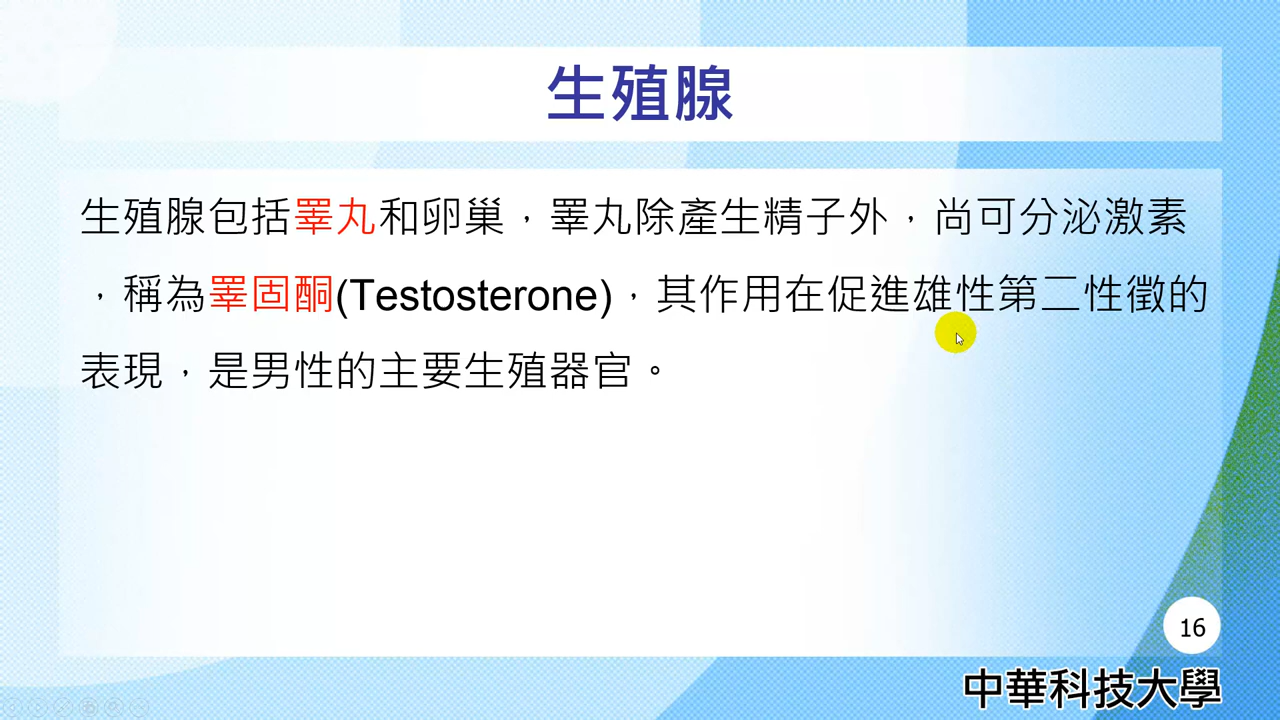 生殖腺
生殖腺包括睪丸和卵巢，睪丸除產生精子外，尚可分泌激素
，稱為睪固酮(Testosterone)，其作用在促進雄性第二性徵的
表現，是男性的主要生殖器官。
16
中華科技大學